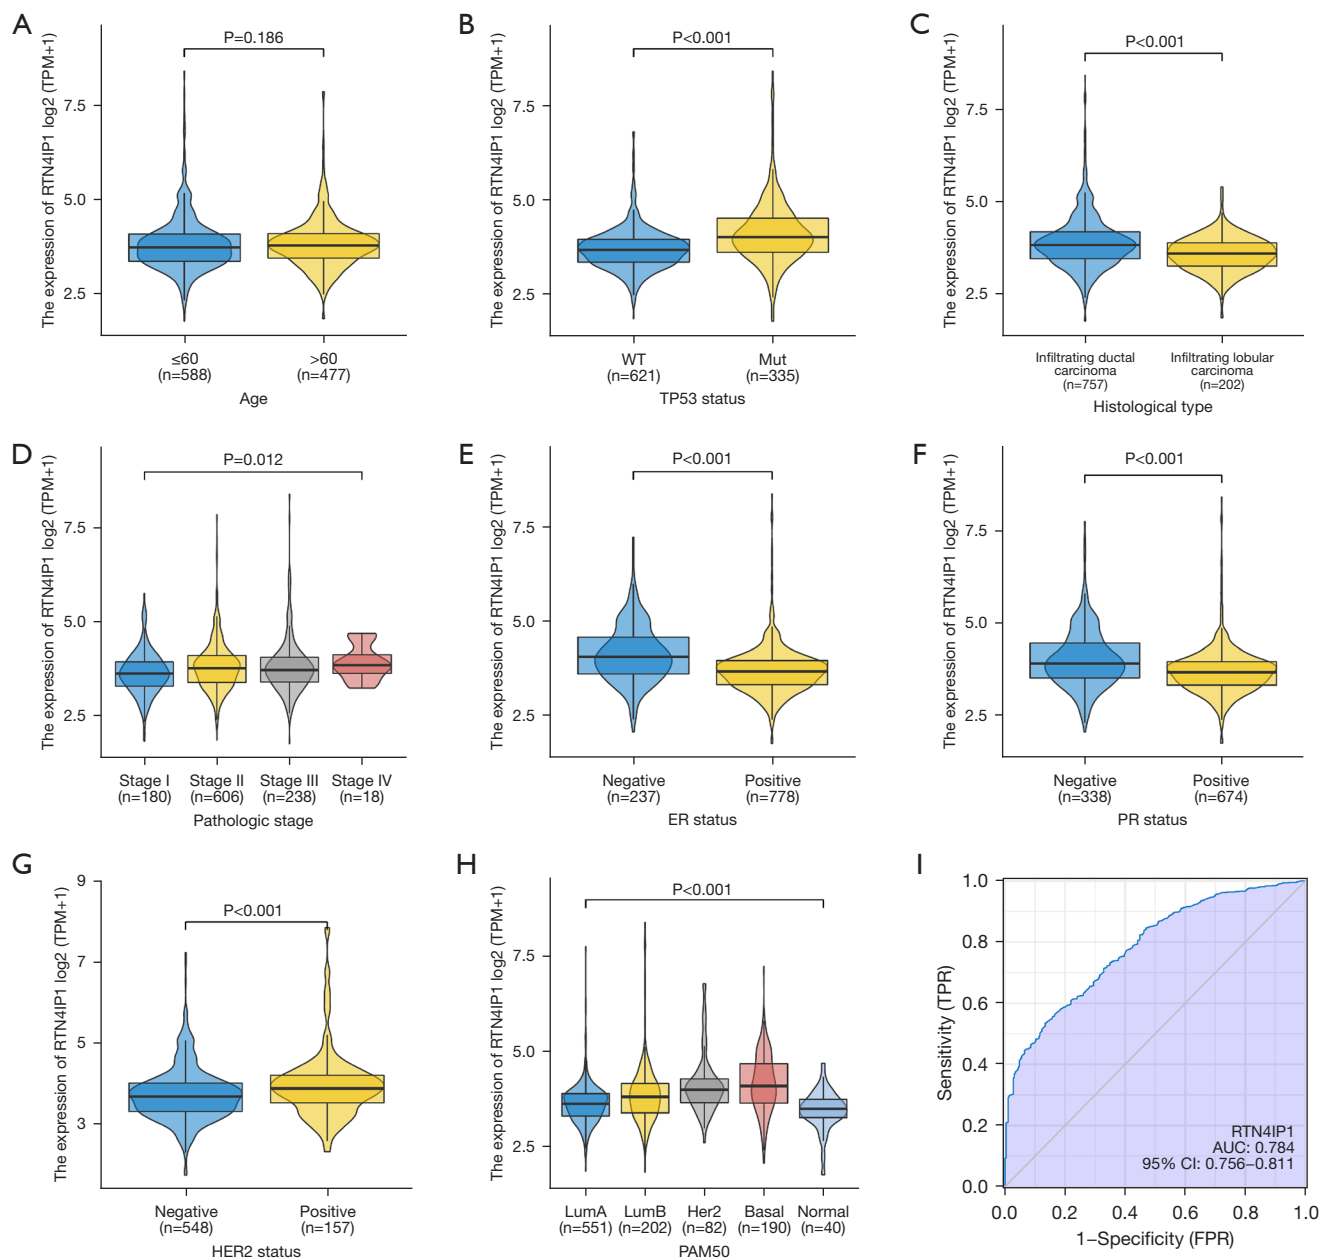 A
The expression of RTN4IP1 log2 (TPM+1)
P=0.186
7.5
5.0
2.5
≤60
(n=588)
>60
(n=477)
Age
B
The expression of RTN4IP1 log2 (TPM+1)
P<0.001
7.5
5.0
2.5
WT
(n=621)
Mut
(n=335)
TP53 status
C
The expression of RTN4IP1 log2 (TPM+1)
P<0.001
7.5
5.0
2.5
Infiltrating ductal
carcinoma
(n=757)
Infiltrating lobular
carcinoma
(n=202)
Histological type
D
The expression of RTN4IP1 log2 (TPM+1)
P=0.012
7.5
5.0
2.5
Stage I
(n=180)
Stage II
(n=606)
Stage III
(n=238)
Stage IV
(n=18)
Pathologic stage
E
The expression of RTN4IP1 log2 (TPM+1)
P<0.001
7.5
5.0
2.5
Negative
(n=237)
Positive
(n=778)
ER status
F
The expression of RTN4IP1 log2 (TPM+1)
P<0.001
7.5
5.0
2.5
Negative
(n=338)
Positive
(n=674)
PR status
G
The expression of RTN4IP1 log2 (TPM+1)
P<0.001
9
7
5
3
Negative
(n=548)
Positive
(n=157)
HER2 status
H
The expression of RTN4IP1 log2 (TPM+1)
P<0.001
7.5
5.0
2.5
LumA
(n=551)
LumB
(n=202)
Her2
(n=82)
Basal
(n=190)
Normal
(n=40)
PAM50
I
Sensitivity (TPR)
1.0
0.8
0.6
0.4
0.2
0.0
RTN4IP1
AUC: 0.784
95% CI: 0.756–0.811
0.0 0.2 0.4 0.6 0.8 1.0
1–Specificity (FPR)